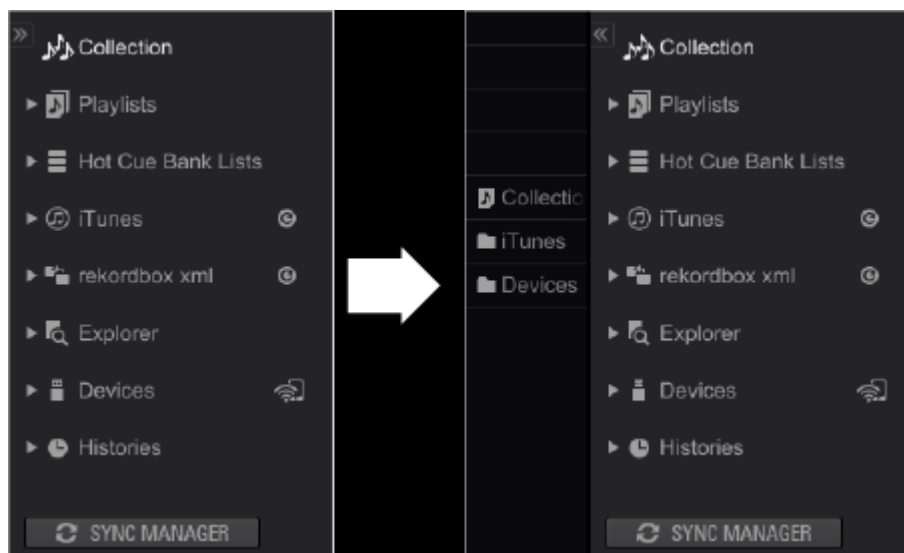 Collection
Playlists
Hot Cue Bank Lists
iTunes
rekordbox xml
Explorer
Devices
Histories
SYNC MANAGER
Collectio
iTunes
Devices
Collection
Playlists
Hot Cue Bank Lists
iTunes
rekordbox xml
Explorer
Devices
Histories
SYNC MANAGER